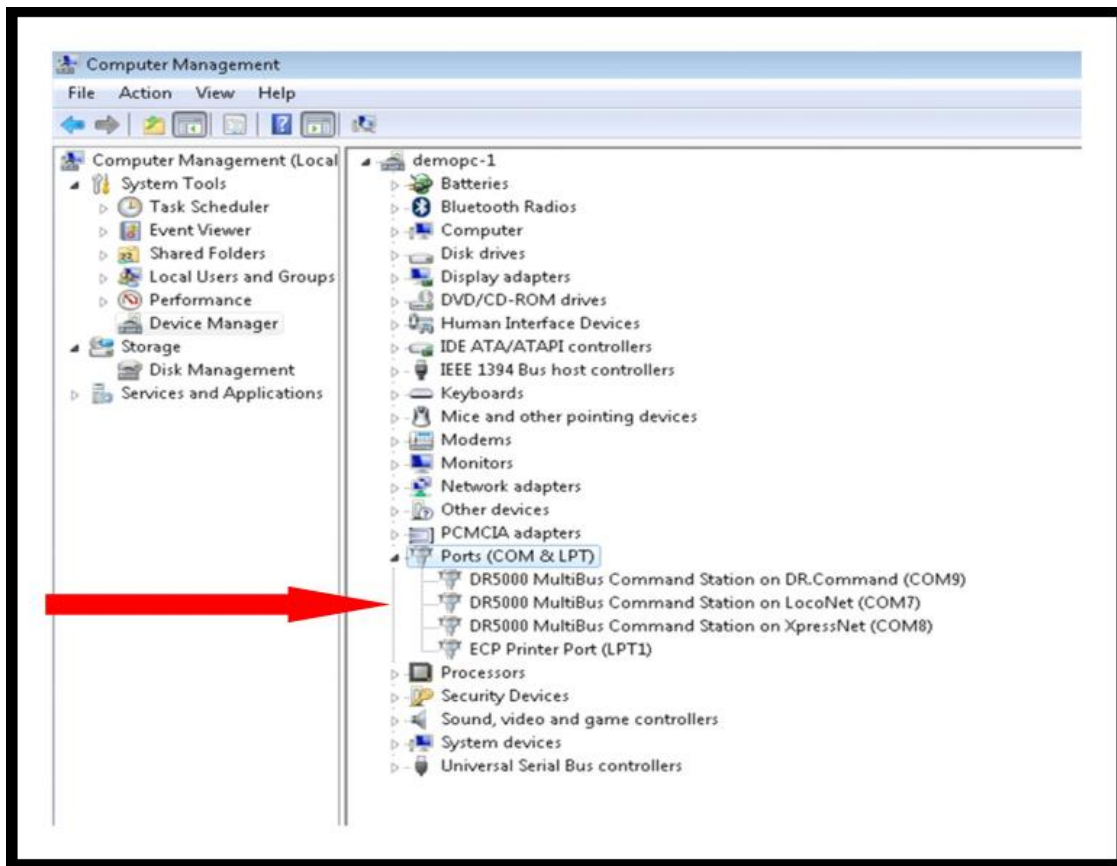 Computer Management
File Action View Help
Computer Management (Local
System Tools
Task Scheduler
Event Viewer
Shared Folders
Local Users and Groups
Performance
Device Manager
Storage
Disk Management
Services and Applications
demopc-1
Batteries
Bluetooth Radios
Computer
Disk drives
Display adapters
DVD/CD-ROM drives
Human Interface Devices
IDE ATA/ATAPI controllers
IEEE 1394 Bus host controllers
Keyboards
Mice and other pointing devices
Modems
Monitors
Network adapters
Other devices
PCMCIA adapters
Ports (COM & LPT)
DR5000 MultiBus Command Station on DR.Command (COM9)
DR5000 MultiBus Command Station on LocoNet (COM7)
DR5000 MultiBus Command Station on XpressNet (COM8)
ECP Printer Port (LPT1)
Processors
Security Devices
Sound, video and game controllers
System devices
Universal Serial Bus controllers